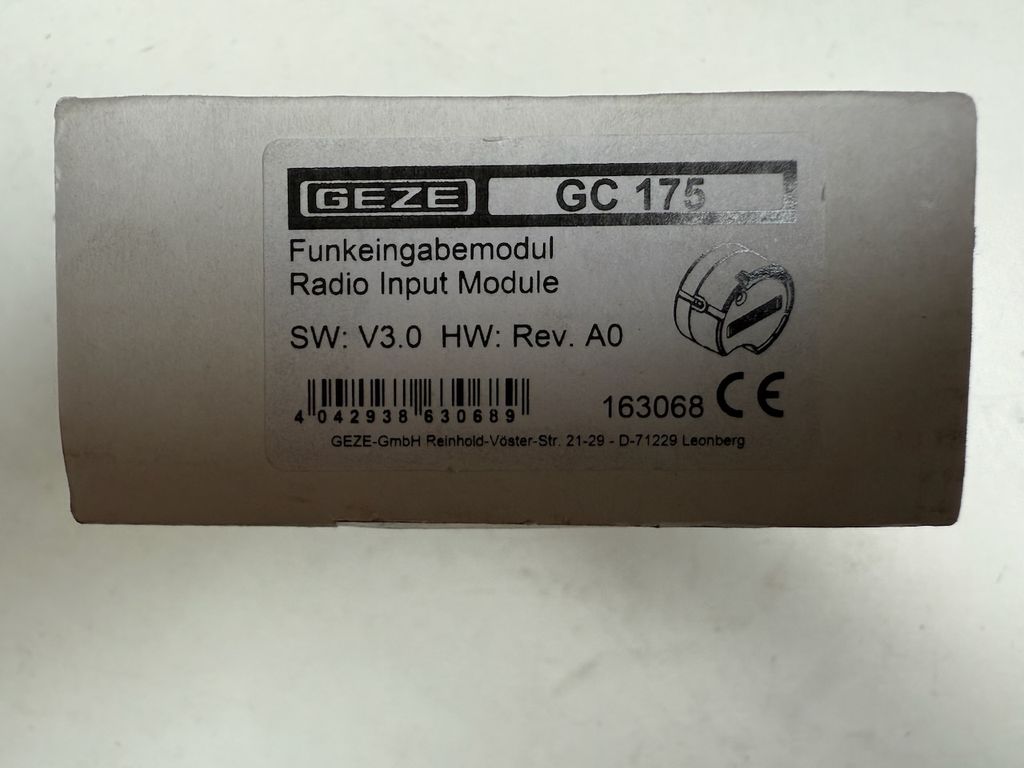 GEZE GC 175
Funkeingabemodul
Radio Input Module
SW: V3.0 HW: Rev. A0
4 042938 630689
163068 CE
GEZE-GmbH Reinhold-Vöster-Str. 21-29 - D-71229 Leonberg